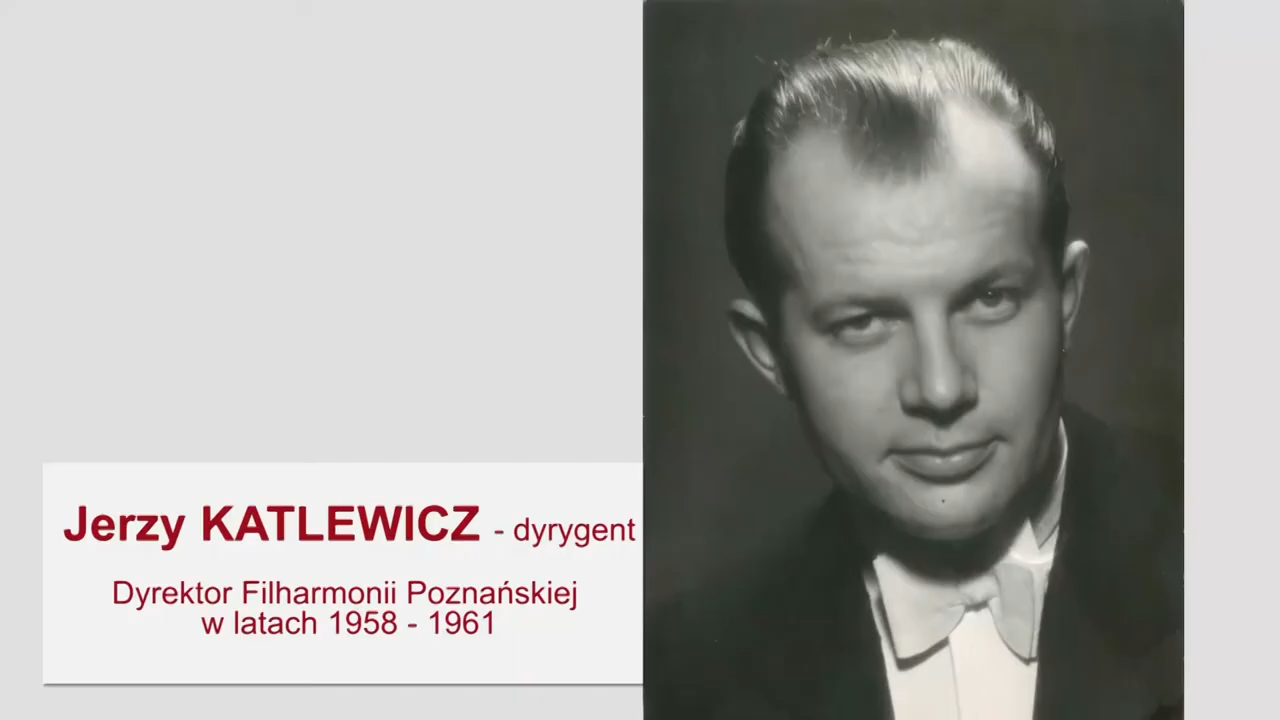 Jerzy KATLEWICZ - dyrygent
Dyrektor Filharmonii Poznańskiej
w latach 1958 - 1961